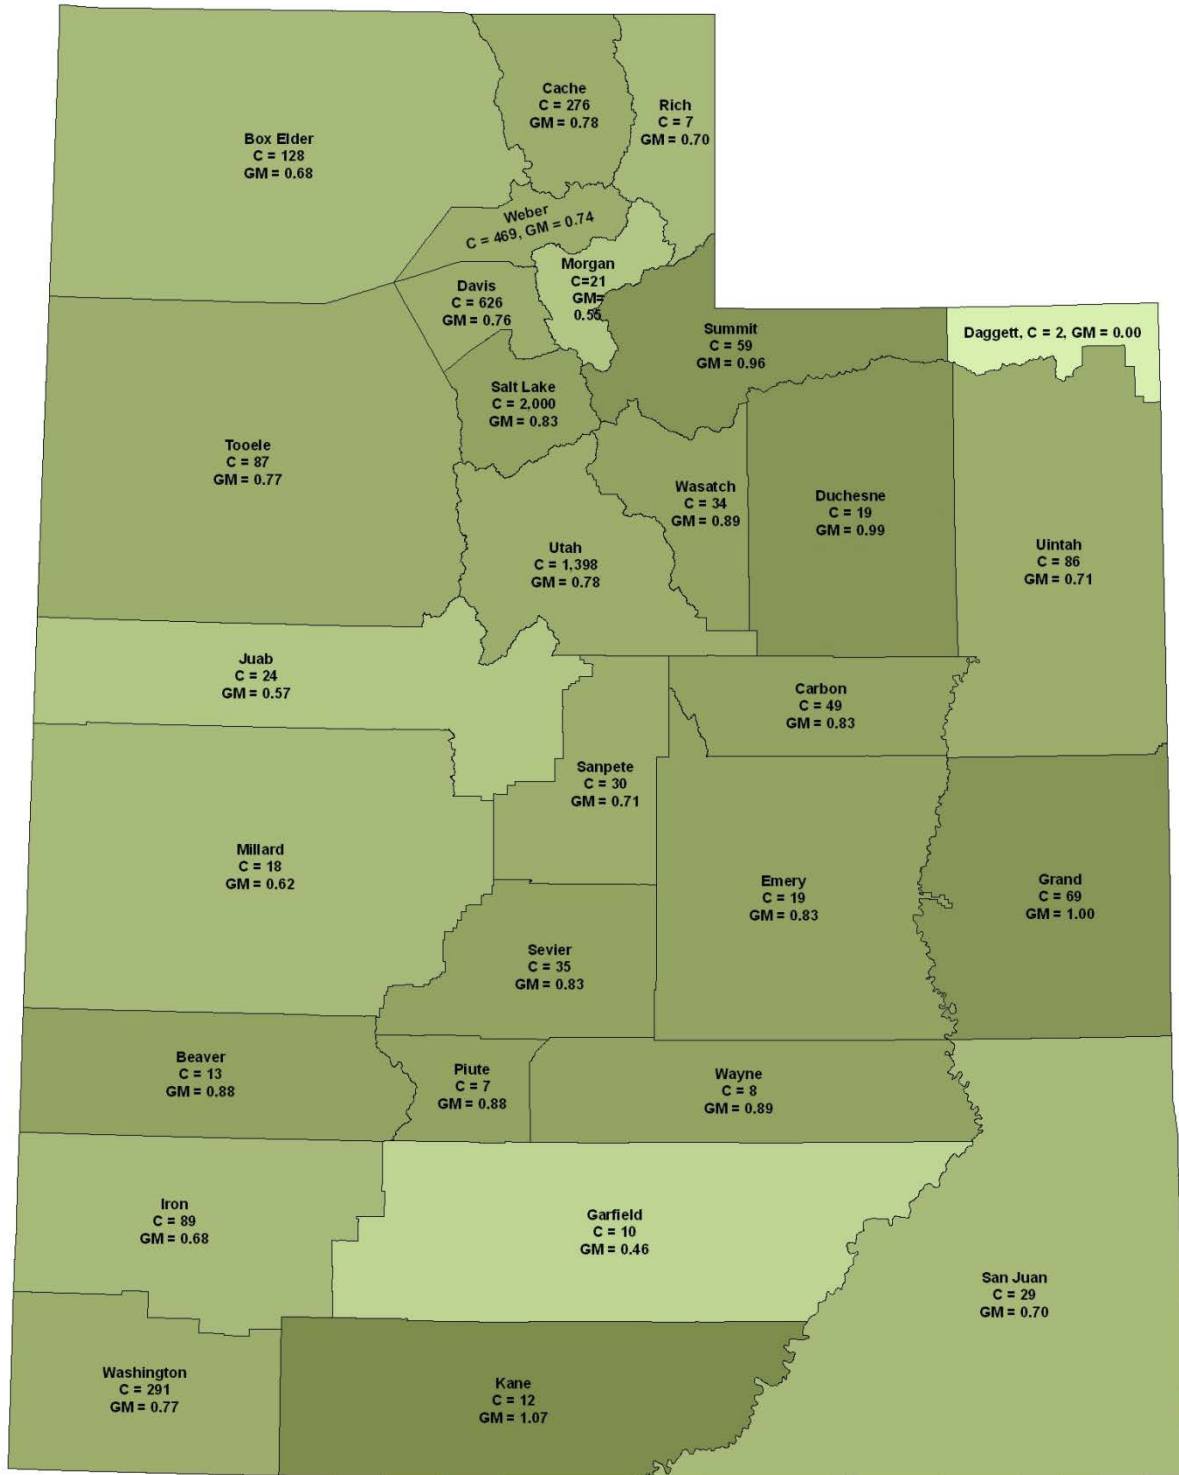 Cache
C = 276
GM = 0.78
Rich
C = 7
GM = 0.70
Box Elder
C = 128
GM = 0.68
Weber
C = 469, GM = 0.74
Morgan
C=21
GM=
0.55
Davis
C = 626
GM = 0.76
Summit
C = 59
GM = 0.96
Daggett, C = 2, GM = 0.00
Salt Lake
C = 2,000
GM = 0.83
Tooele
C = 87
GM = 0.77
Wasatch
C = 34
GM = 0.89
Duchesne
C = 19
GM = 0.99
Utah
C = 1,398
GM = 0.78
Uintah
C = 86
GM = 0.71
Juab
C = 24
GM = 0.57
Carbon
C = 49
GM = 0.83
Sanpete
C = 30
GM = 0.71
Millard
C = 18
GM = 0.62
Emery
C = 19
GM = 0.83
Grand
C = 69
GM = 1.00
Sevier
C = 35
GM = 0.83
Beaver
C = 13
GM = 0.88
Piute
C = 7
GM = 0.88
Wayne
C = 8
GM = 0.89
Iron
C = 89
GM = 0.68
Garfield
C = 10
GM = 0.46
San Juan
C = 29
GM = 0.70
Washington
C = 291
GM = 0.77
Kane
C = 12
GM = 1.07